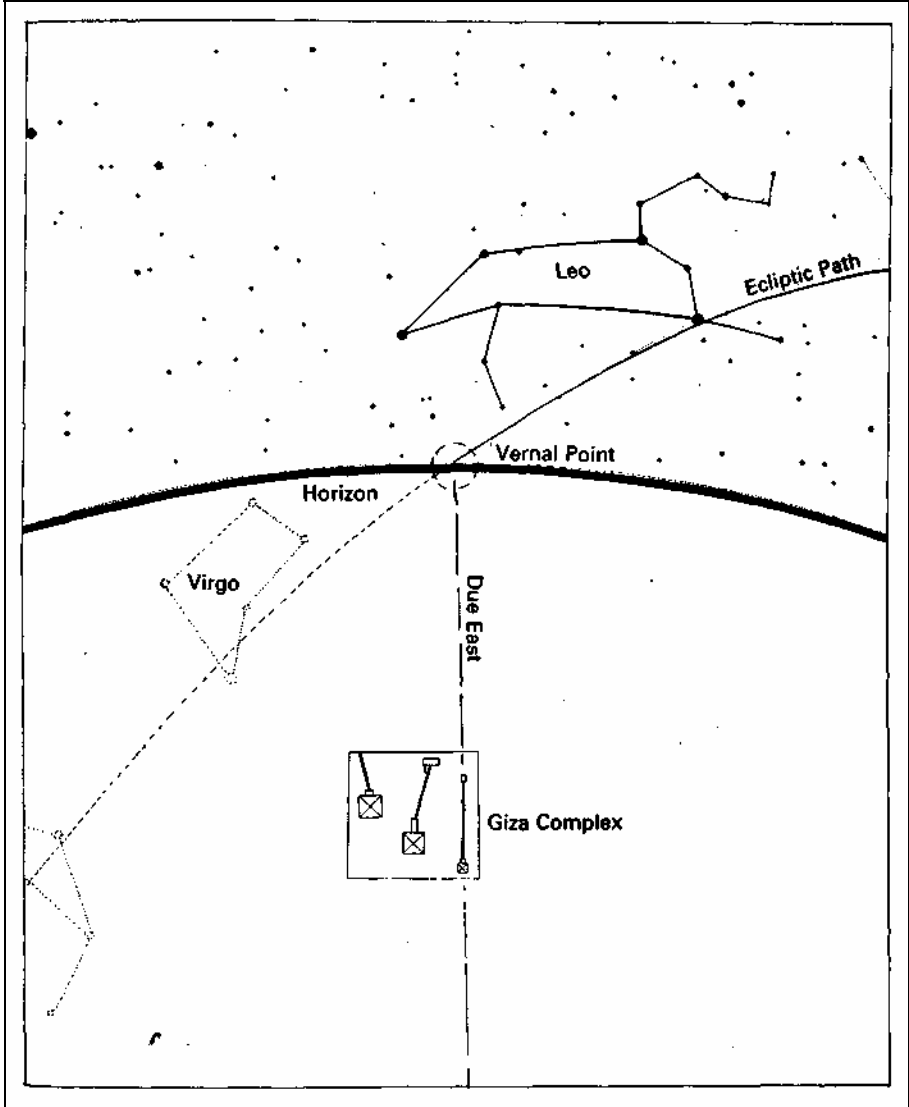 Leo
Ecliptic Path
Vernal Point
Horizon
Virgo
Due East
Giza Complex